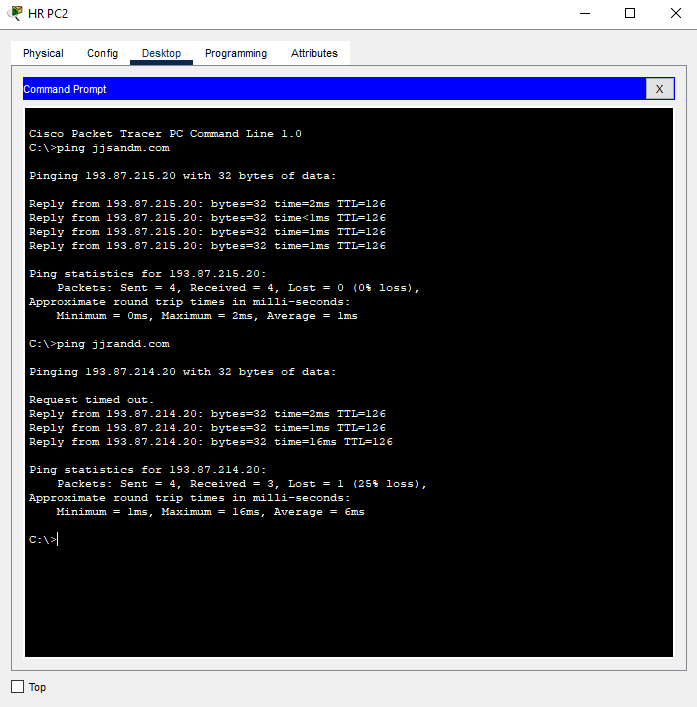 HR PC2
Physical Config Desktop Programming Attributes
Command Prompt X
Cisco Packet Tracer PC Command Line 1.0
C:\>ping jjsandm.com
Pinging 193.87.215.20 with 32 bytes of data:
Reply from 193.87.215.20: bytes=32 time=2ms TTL=126
Reply from 193.87.215.20: bytes=32 time<1ms TTL=126
Reply from 193.87.215.20: bytes=32 time=1ms TTL=126
Reply from 193.87.215.20: bytes=32 time=1ms TTL=126
Ping statistics for 193.87.215.20:
Packets: Sent = 4, Received = 4, Lost = 0 (0% loss),
Approximate round trip times in milli-seconds:
Minimum = 0ms, Maximum = 2ms, Average = 1ms
C:\>ping jjrandd.com
Pinging 193.87.214.20 with 32 bytes of data:
Request timed out.
Reply from 193.87.214.20: bytes=32 time=2ms TTL=126
Reply from 193.87.214.20: bytes=32 time=1ms TTL=126
Reply from 193.87.214.20: bytes=32 time=16ms TTL=126
Ping statistics for 193.87.214.20:
Packets: Sent = 4, Received = 3, Lost = 1 (25% loss),
Approximate round trip times in milli-seconds:
Minimum = 1ms, Maximum = 16ms, Average = 6ms
C:\>
Top